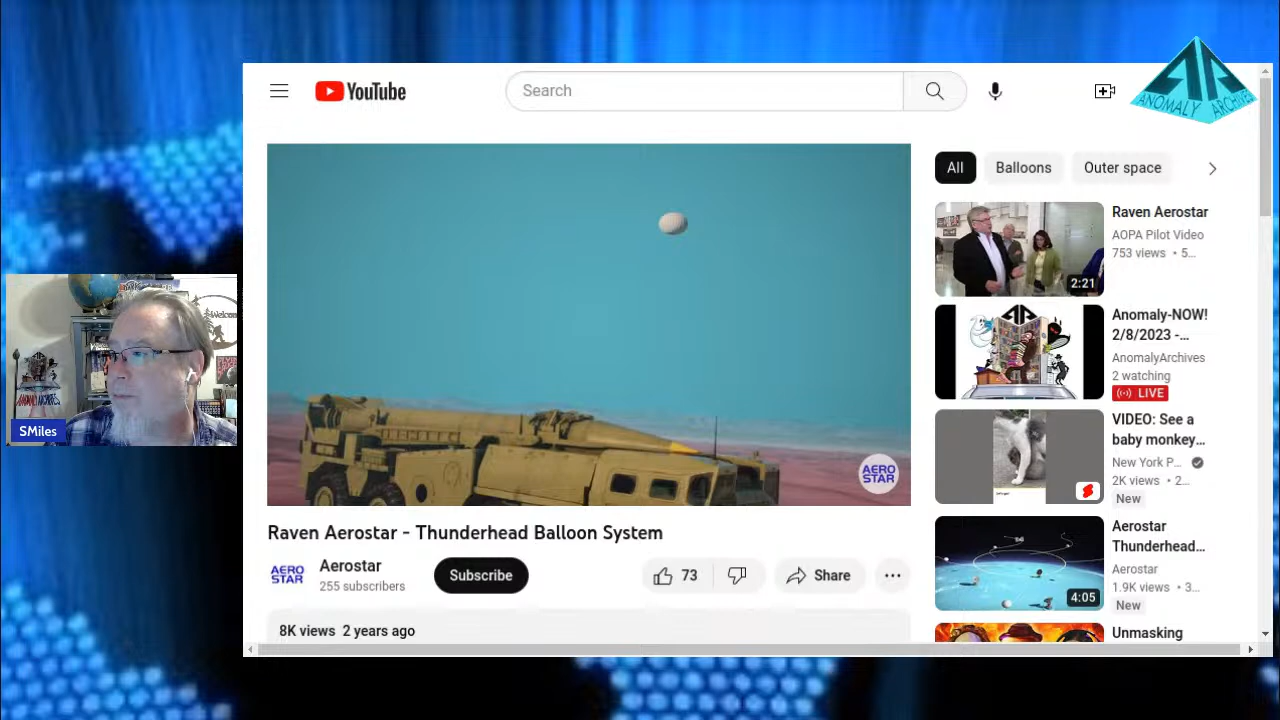 YouTube
Search
ANOMALY ARCHIVES
All
Balloons
Outer space
Raven Aerostar
AOPA Pilot Video
753 views • 5...
2:21
Anomaly-NOW!
2/8/2023 -...
AnomalyArchives
2 watching
LIVE
VIDEO: See a
baby monkey...
New York P...
2K views • 2...
New
Aerostar
Thunderhead...
Aerostar
1.9K views • 3...
New
4:05
Unmasking
AERO
STAR
Raven Aerostar - Thunderhead Balloon System
AERO
STAR
Aerostar
255 subscribers
Subscribe
73
Share
8K views 2 years ago
Welcome
ANOMALY ARCHIVES
SMiles